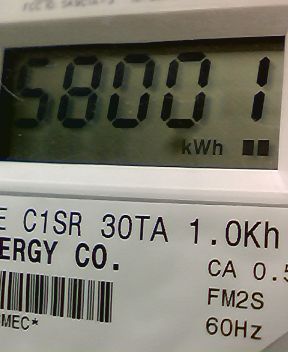 58001
kWh
E C1SR 30TA 1.0Kh
ERGY CO.
CA 0.5
FM2S
60Hz
MEC*